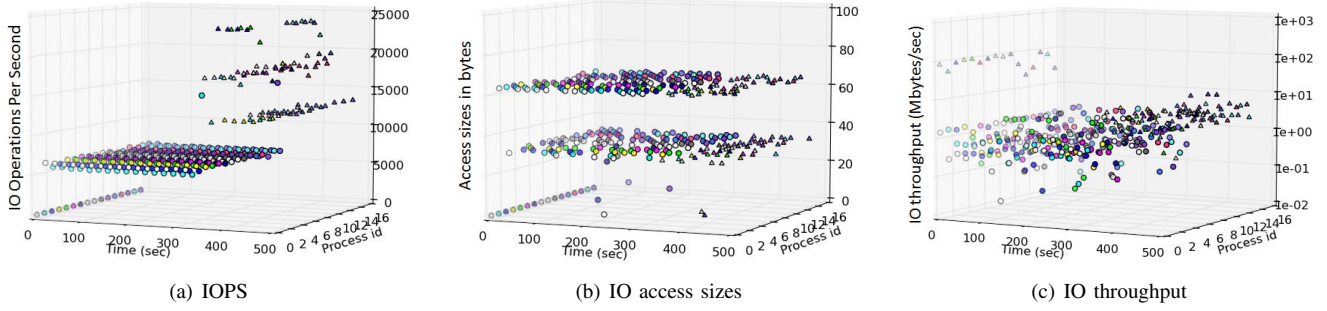 IO Operations Per Second
25000
20000
15000
10000
5000
0
0
100
200
300
400
500
Time (sec)
0 2 4 6 8 10 12 14 16
Process id
(a) IOPS
Access sizes in bytes
100
80
60
40
20
0
0
100
200
300
400
500
Time (sec)
0 2 4 6 8 10 12 14 16
Process id
(b) IO access sizes
IO throughput (Mbytes/sec)
1e+03
1e+02
1e+01
1e+00
1e-01
1e-02
0
100
200
300
400
500
Time (sec)
0 2 4 6 8 10 12 14 16
Process id
(c) IO throughput